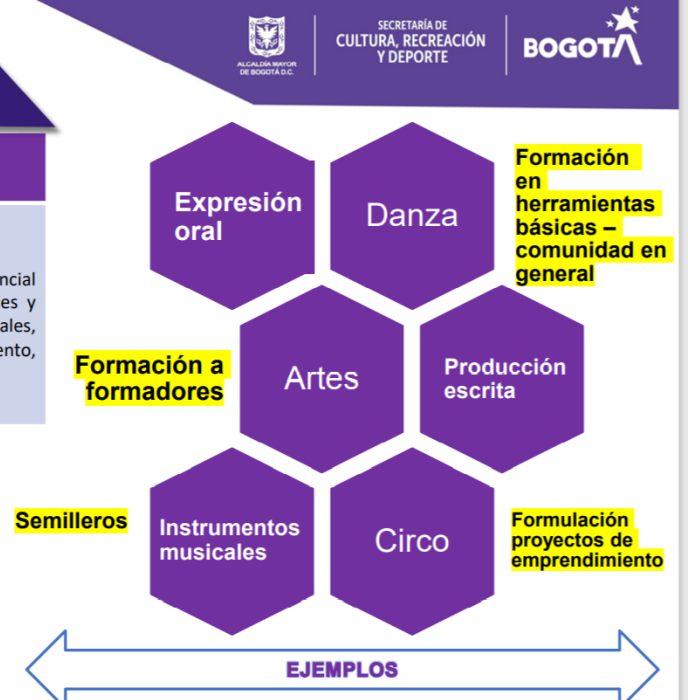 ALCALDÍA MAYOR
DE BOGOTÁ D.C.
SECRETARÍA DE
CULTURA, RECREACIÓN
Y DEPORTE
BOGOTÁ
Expresión
oral
Danza
Formación
en
herramientas
básicas –
comunidad en
general
ncial
es y
ales,
ento,
Formación a
formadores
Artes
Producción
escrita
Semilleros
Instrumentos
musicales
Circo
Formulación
proyectos de
emprendimiento
EJEMPLOS